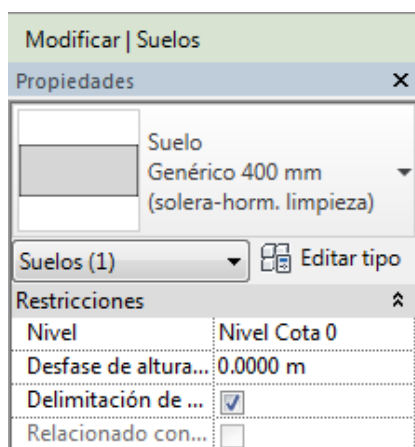 Modificar | Suelos
Propiedades
Suelo
Genérico 400 mm
(solera-horm. limpieza)
Suelos (1)
Editar tipo
Restricciones
Nivel Nivel Cota 0
Desfase de altura... 0.0000 m
Delimitación de ...
Relacionado con...